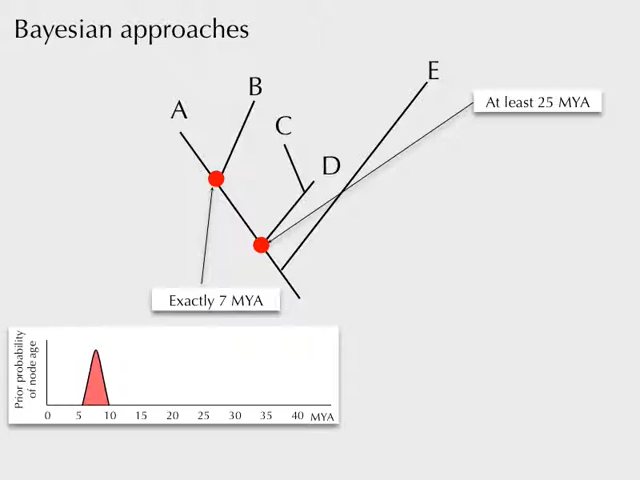 Bayesian approaches
E
B
A
At least 25 MYA
C
D
Exactly 7 MYA
Prior probability
of node age
0 5 10 15 20 25 30 35 40 MYA